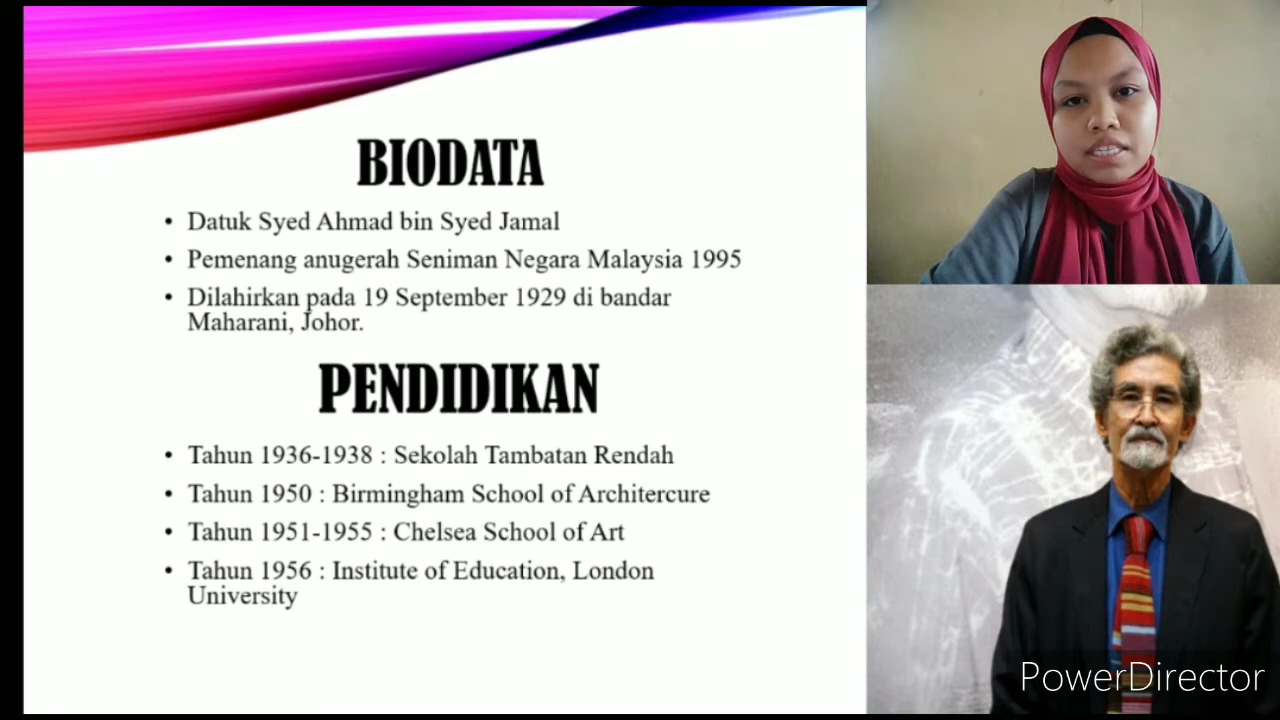 BIODATA
• Datuk Syed Ahmad bin Syed Jamal
• Pemenang anugerah Seniman Negara Malaysia 1995
• Dilahirkan pada 19 September 1929 di bandar
Maharani, Johor.
PENDIDIKAN
• Tahun 1936-1938 : Sekolah Tambatan Rendah
• Tahun 1950 : Birmingham School of Architercure
• Tahun 1951-1955 : Chelsea School of Art
• Tahun 1956 : Institute of Education, London
University
PowerDirector